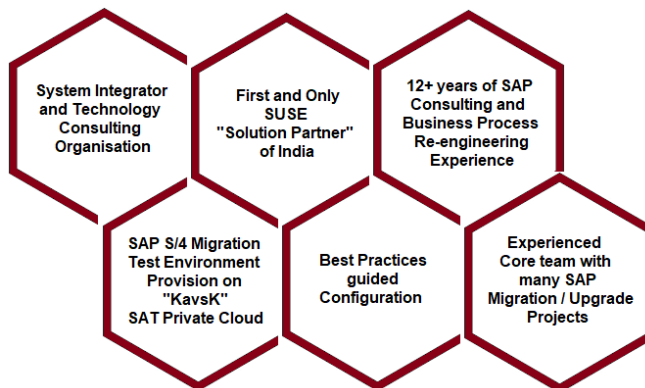 System Integrator
and Technology
Consulting
Organisation
First and Only
SUSE
"Solution Partner"
of India
12+ years of SAP
Consulting and
Business Process
Re-engineering
Experience
SAP S/4 Migration
Test Environment
Provision on
"KavsK"
SAT Private Cloud
Best Practices
guided
Configuration
Experienced
Core team with
many SAP
Migration / Upgrade
Projects